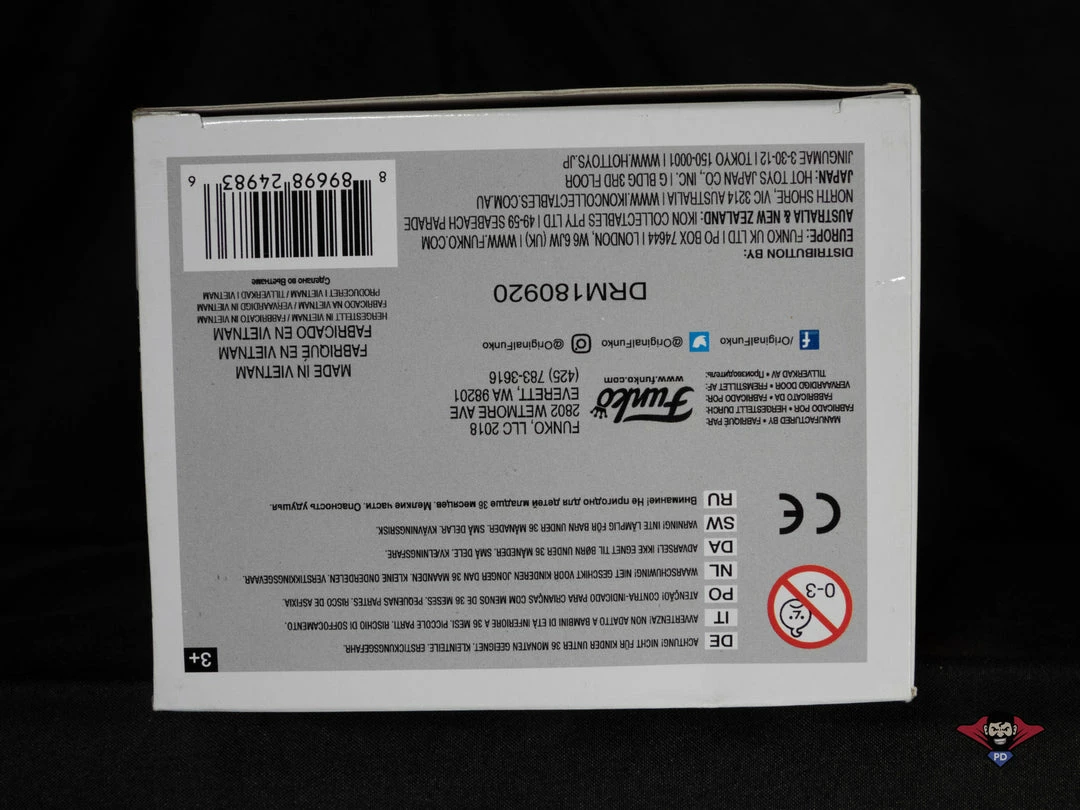 3+
DE ACHTUNG! NICHT FÜR KINDER UNTER 36 MONATEN GEEIGNET. KLEINTEILE. ERSTICKUNGSGEFAHR.
IT AVVERTENZA! NON ADATTO A BAMBINI DI ETÀ INFERIORE A 36 MESI. PICCOLE PARTI. RISCHIO DI SOFFOCAMENTO.
PO ATENÇÃO! CONTRA-INDICADO PARA CRIANÇAS COM MENOS DE 36 MESES. PEQUENAS PARTES. RISCO DE ASFIXIA.
NL WAARSCHUWING! NIET GESCHIKT VOOR KINDEREN JONGER DAN 36 MAANDEN. KLEINE ONDERDELEN. VERSTIKKINGSGEVAAR.
DA ADVARSEL! IKKE EGNET TIL BØRN UNDER 36 MÅNEDER. SMÅ DELE. KVÆLNINGSFARE.
SW VARNING! INTE LÄMPLIG FÖR BARN UNDER 36 MÅNADER. SMÅ DELAR. KVÄVNINGSRISK.
RU Внимание! Не пригодно для детей младше 36 месяцев. Мелкие части. Опасность удушья.
0-3
CE
MANUFACTURED BY • FABRIQUÉ PAR:
FABRICADO POR • HERGESTELLT DURCH:
FABBRICATO DA • FABRICADO POR:
VERVAARDIGD DOOR • FREMSTILLET AF:
TILLVERKAD AV • Производитель:
Funko
www.funko.com
FUNKO, LLC 2018
2802 WETMORE AVE
EVERETT, WA 98201
(425) 783-3616
/OriginalFunko @OriginalFunko @OriginalFunko
DRM180920
MADE IN VIETNAM
FABRIQUÉ EN VIETNAM
FABRICADO EN VIETNAM
HERGESTELLT IN VIETNAM / FABBRICATO IN VIETNAM
FABRICADO NA VIETNAM / VERVAARDIGD IN VIETNAM
PRODUCERET I VIETNAM / TILLVERKAD I VIETNAM
Сделано во Вьетнаме
DISTRIBUTION BY:
EUROPE: FUNKO UK LTD | PO BOX 74644 | LONDON, W6 6JW (UK) | WWW.FUNKO.COM
AUSTRALIA & NEW ZEALAND: IKON COLLECTABLES PTY LTD | 49-59 SEABEACH PARADE
NORTH SHORE, VIC 3214 AUSTRALIA | WWW.IKONCOLLECTABLES.COM.AU
JAPAN: HOT TOYS JAPAN CO., INC. | G BLDG 3RD FLOOR
JINGUMAE 3-30-12 | TOKYO 150-0001 | WWW.HOTTOYS.JP
8 89698 24983 6
PD